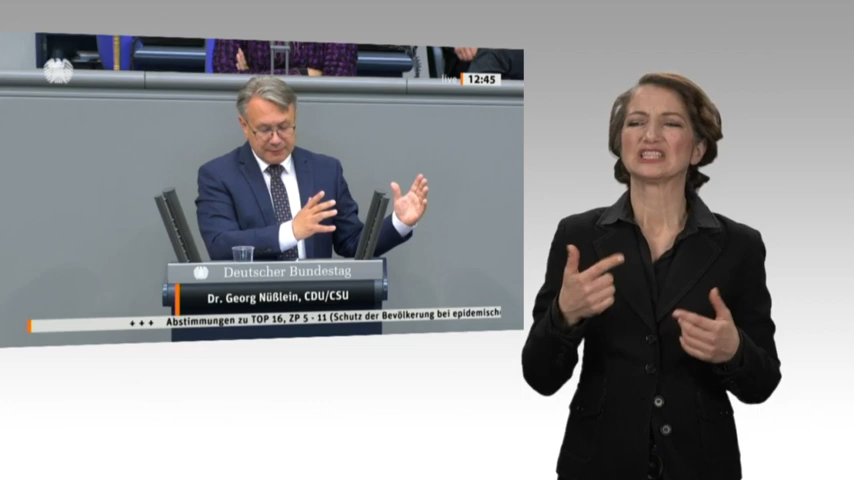 live 12:45
Deutscher Bundestag
Dr. Georg Nüßlein, CDU/CSU
+ + + Abstimmungen zu TOP 16, ZP 5 - 11 (Schutz der Bevölkerung bei epidemisch